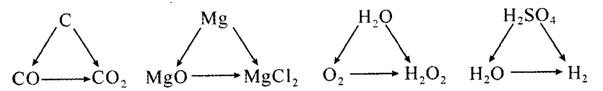 C Mg H₂O H₂SO₄
CO CO₂ MgO MgCl₂ O₂ H₂O₂ H₂O H₂